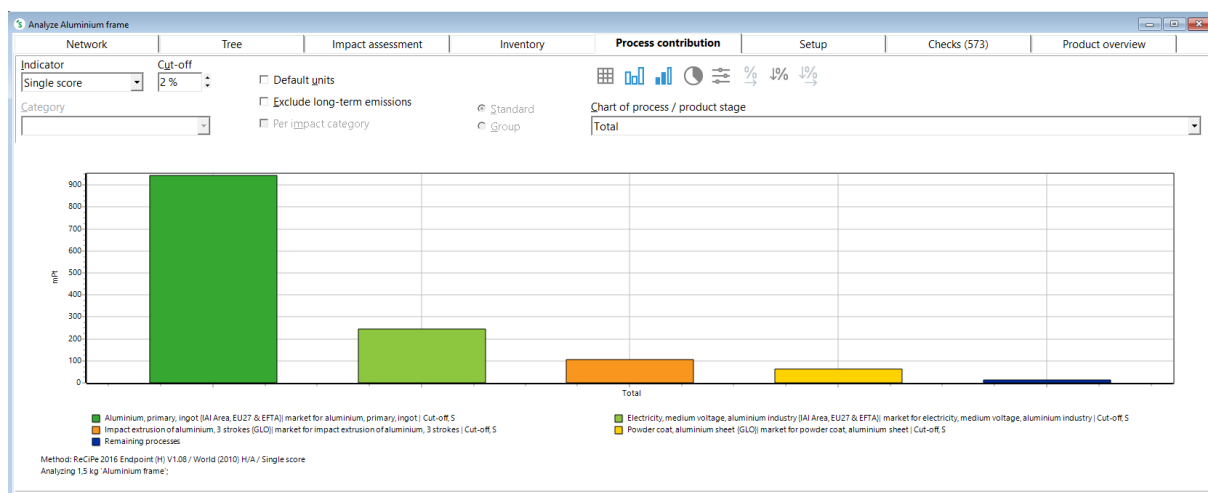 Analyze Aluminium frame
Network Tree Impact assessment Inventory Process contribution Setup Checks (573) Product overview
Indicator Cut-off
Single score 2 % Default units
Exclude long-term emissions
Category Standard Chart of process / product stage
Per impact category Group Total
900
800
700
600
500
400
300
200
100
0
mPt
Total
Aluminium, primary, ingot {IAI Area, EU27 & EFTA}| market for aluminium, primary, ingot | Cut-off, S Electricity, medium voltage, aluminium industry {IAI Area, EU27 & EFTA}| market for electricity, medium voltage, aluminium industry | Cut-off, S
Impact extrusion of aluminium, 3 strokes {GLO}| market for impact extrusion of aluminium, 3 strokes | Cut-off, S Powder coat, aluminium sheet {GLO}| market for powder coat, aluminium sheet | Cut-off, S
Remaining processes
Method: ReCiPe 2016 Endpoint (H) V1.08 / World (2010) H/A / Single score
Analyzing 1,5 kg 'Aluminium frame';